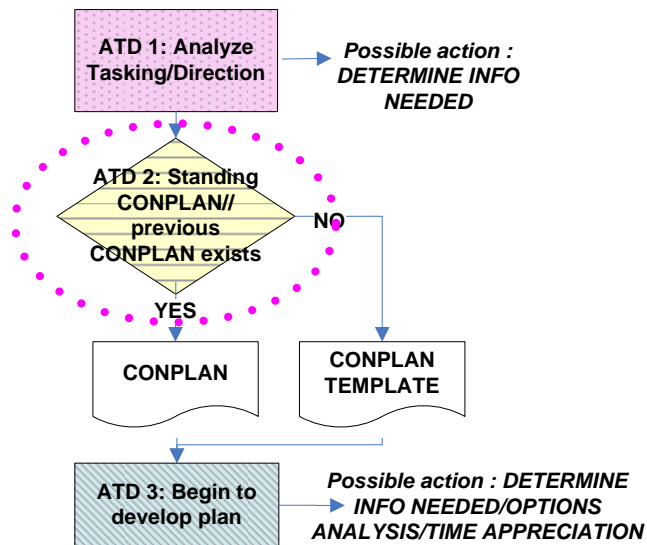 ATD 1: Analyze
Tasking/Direction
Possible action :
DETERMINE INFO
NEEDED
ATD 2: Standing
CONPLAN//
previous
CONPLAN exists
NO
YES
CONPLAN
CONPLAN
TEMPLATE
ATD 3: Begin to
develop plan
Possible action : DETERMINE
INFO NEEDED/OPTIONS
ANALYSIS/TIME APPRECIATION